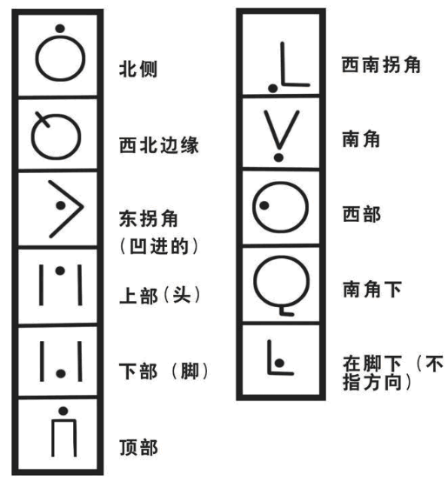 北侧
西北边缘
东拐角
(凹进的)
上部(头)
下部(脚)
顶部
西南拐角
南角
西部
南角下
在脚下(不
指方向)